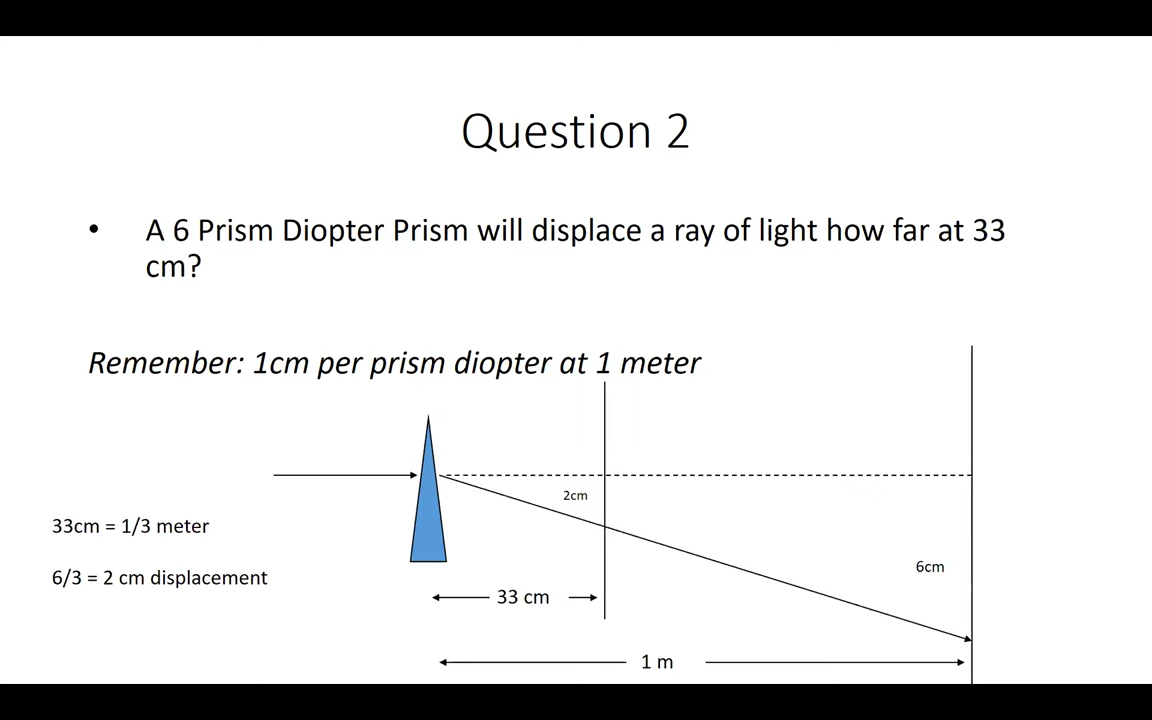 Question 2
• A 6 Prism Diopter Prism will displace a ray of light how far at 33
cm?
Remember: 1cm per prism diopter at 1 meter
2cm
33cm = 1/3 meter
6cm
6/3 = 2 cm displacement
33 cm
1 m